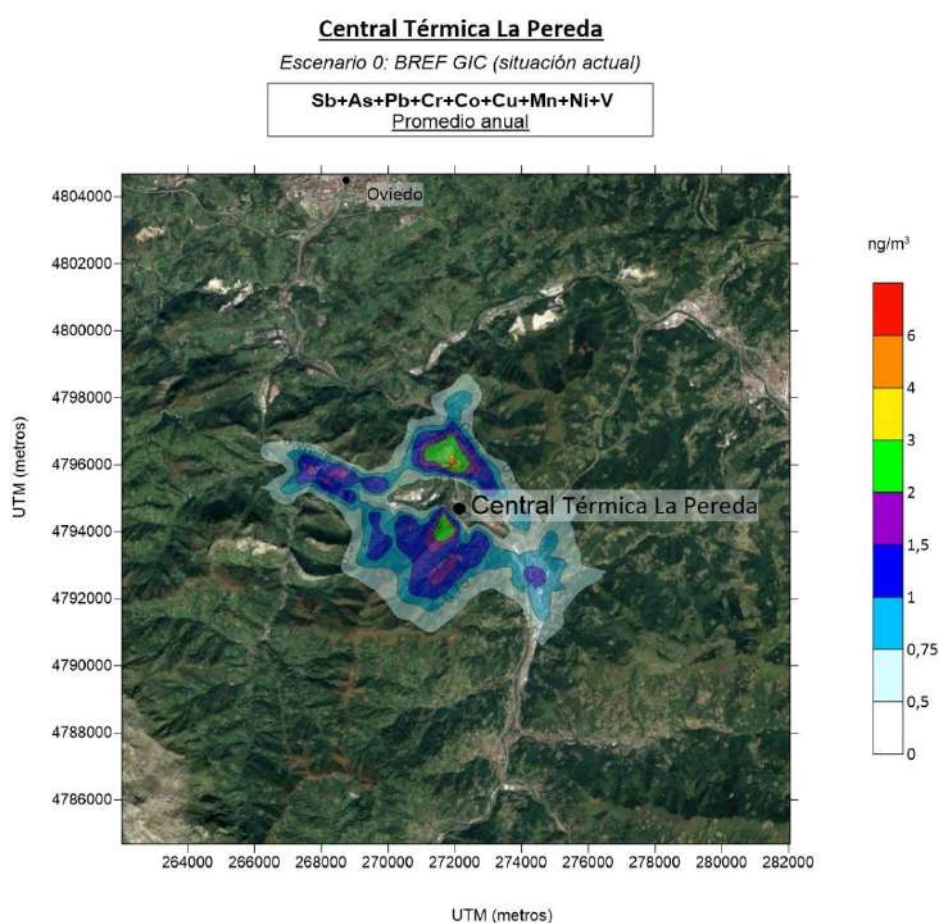 Central Térmica La Pereda
Escenario 0: BREF GIC (situación actual)
Sb+As+Pb+Cr+Co+Cu+Mn+Ni+V
Promedio anual
Oviedo
Central Térmica La Pereda
UTM (metros)
4804000
4802000
4800000
4798000
4796000
4794000
4792000
4790000
4788000
4786000
264000 266000 268000 270000 272000 274000 276000 278000 280000 282000
UTM (metros)
ng/m³
6
4
3
2
1,5
1
0,75
0,5
0